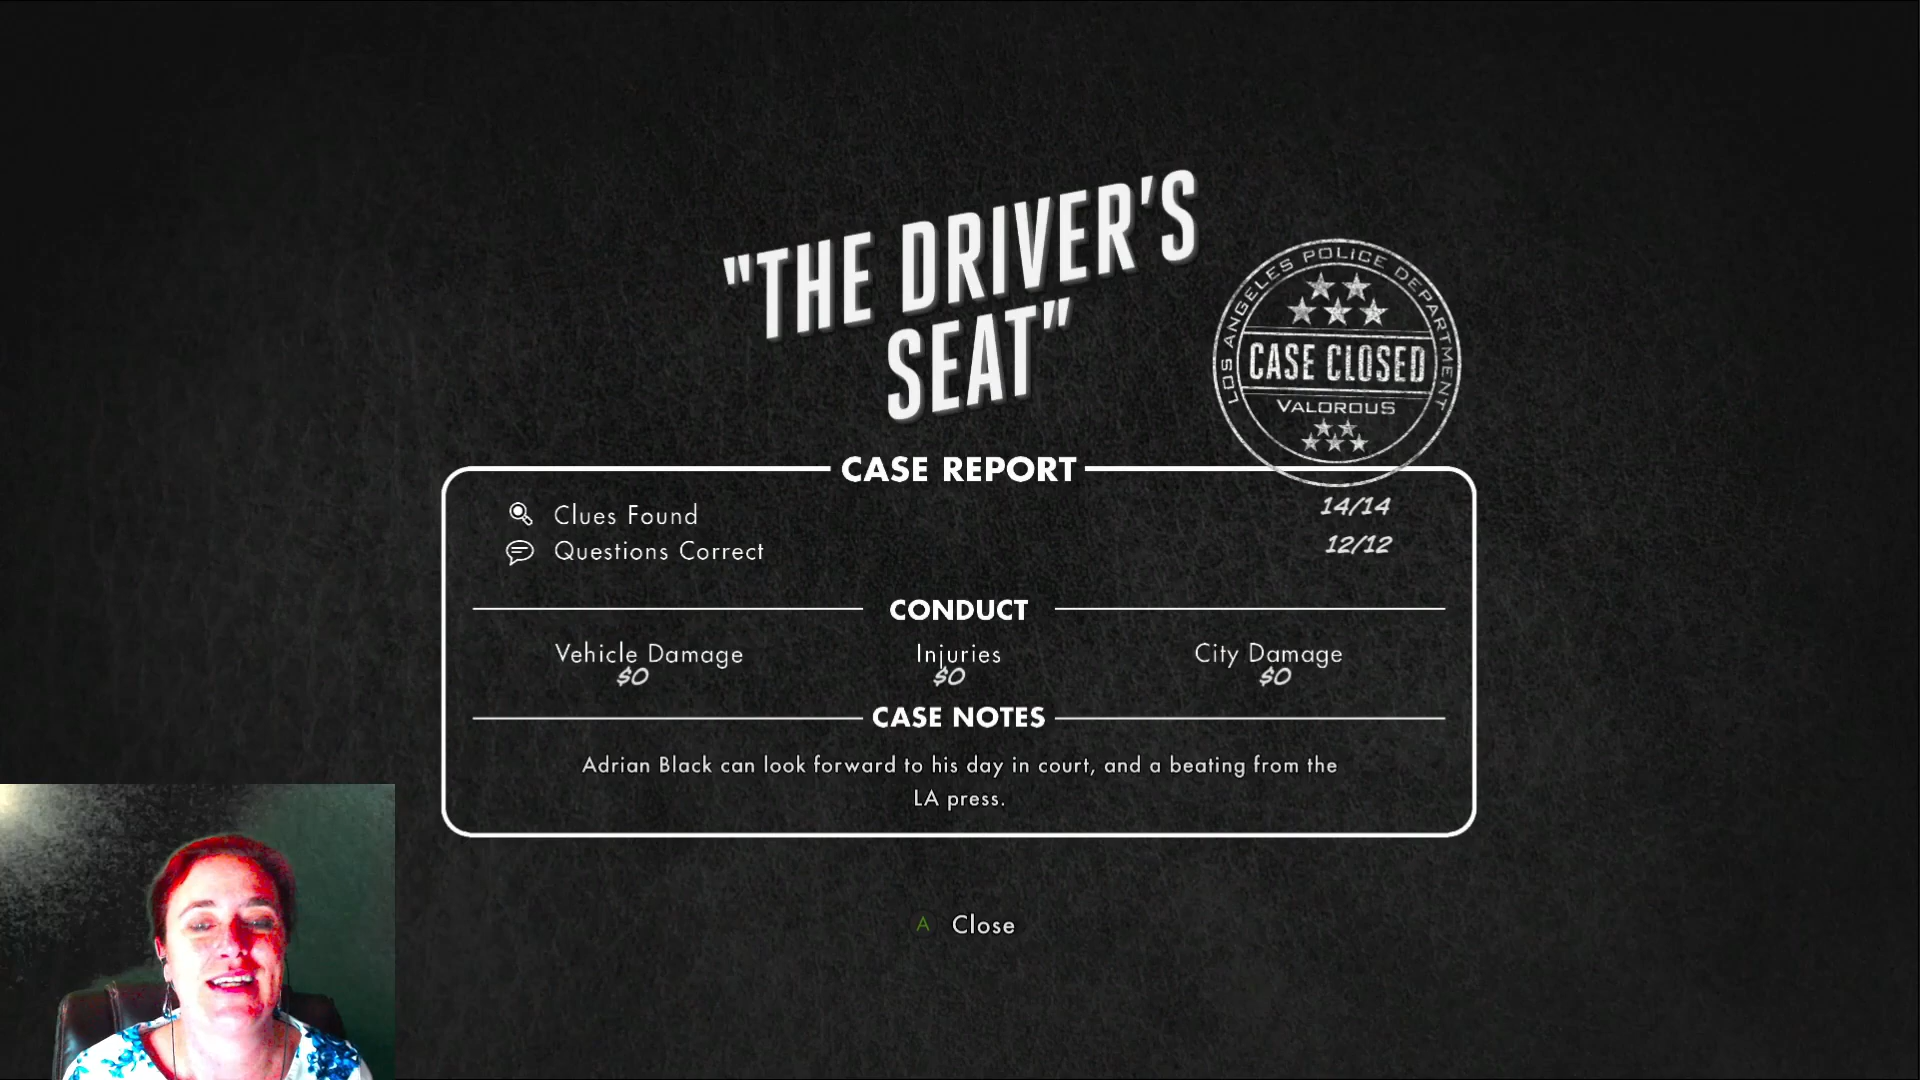 "THE DRIVER'S
SEAT"
LOS ANGELES POLICE DEPARTMENT
CASE CLOSED
VALOROUS
CASE REPORT
Clues Found 14/14
Questions Correct 12/12
CONDUCT
Vehicle Damage Injuries City Damage
$0 $0 $0
CASE NOTES
Adrian Black can look forward to his day in court, and a beating from the
LA press.
A Close